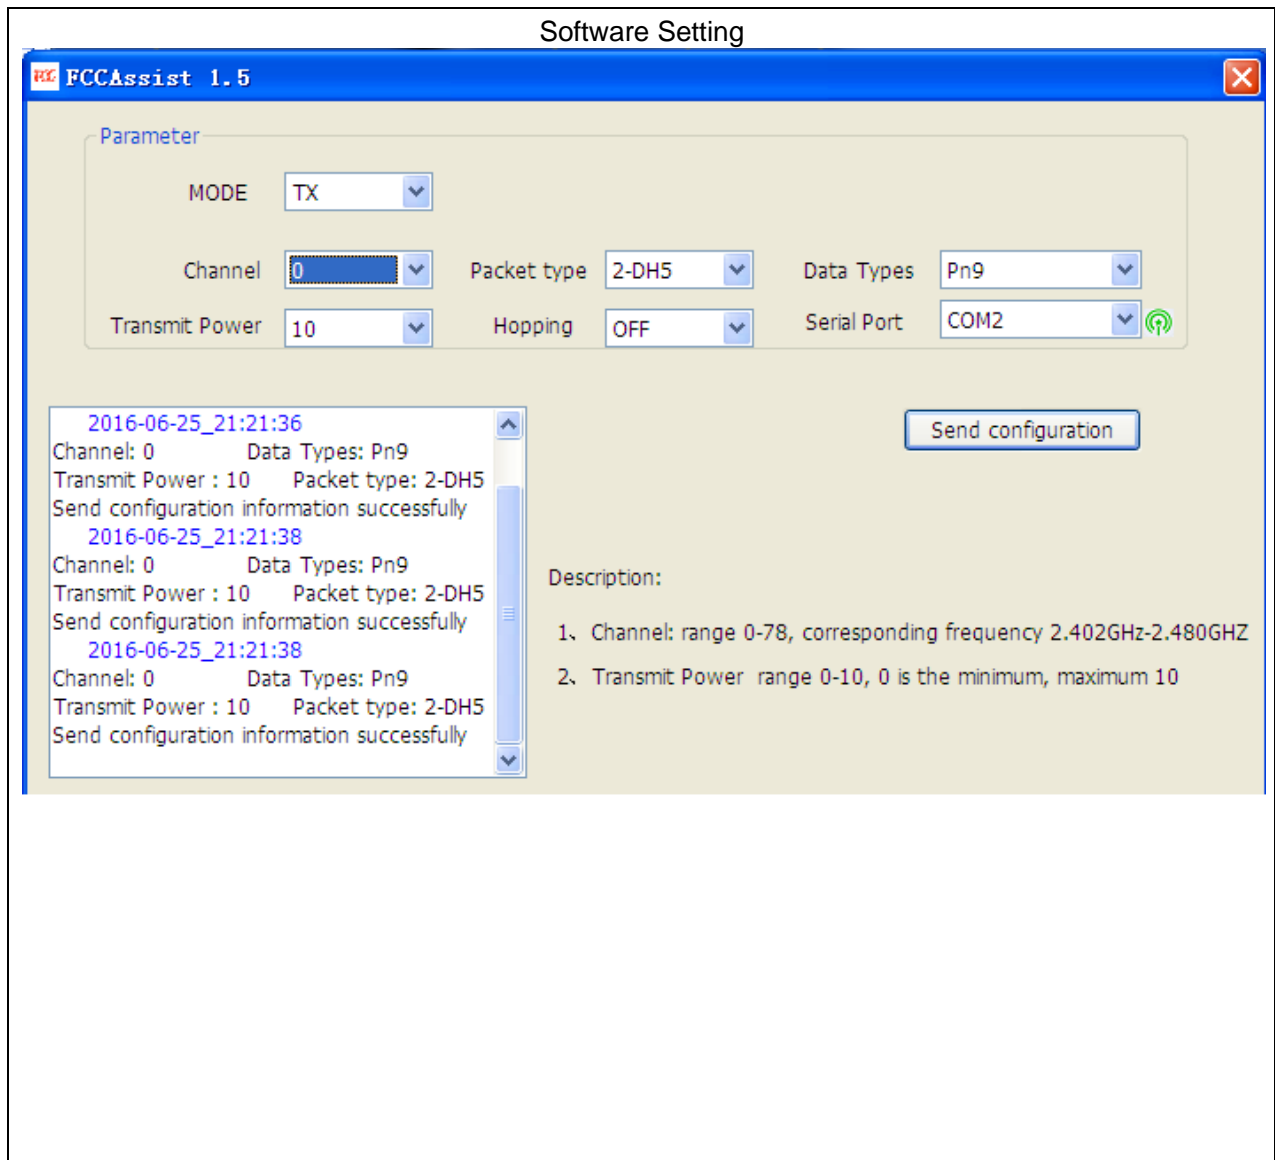 Software Setting
FCCAssist 1.5
Parameter
MODE TX
Channel 0 Packet type 2-DH5 Data Types Pn9
Transmit Power 10 Hopping OFF Serial Port COM2
2016-06-25_21:21:36
Channel: 0 Data Types: Pn9
Transmit Power : 10 Packet type: 2-DH5
Send configuration information successfully
2016-06-25_21:21:38
Channel: 0 Data Types: Pn9
Transmit Power : 10 Packet type: 2-DH5
Send configuration information successfully
2016-06-25_21:21:38
Channel: 0 Data Types: Pn9
Transmit Power : 10 Packet type: 2-DH5
Send configuration information successfully
Send configuration
Description:
1、Channel: range 0-78, corresponding frequency 2.402GHz-2.480GHZ
2、Transmit Power range 0-10, 0 is the minimum, maximum 10